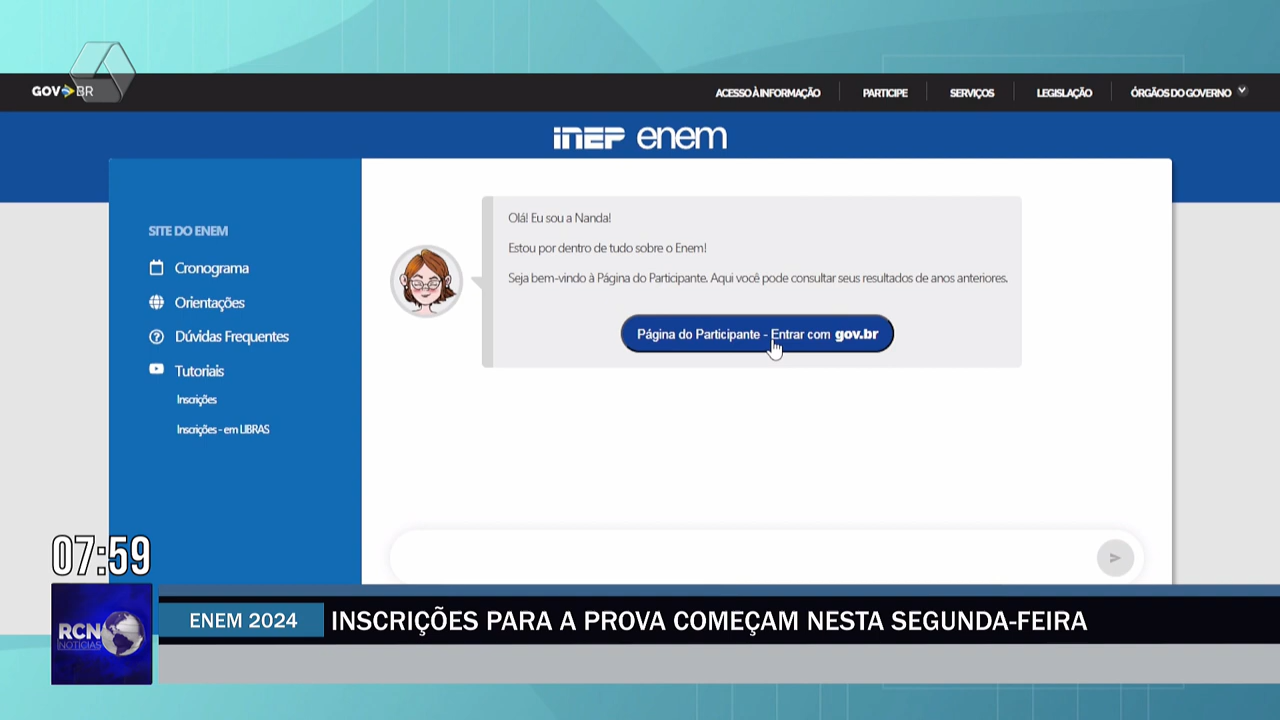 GOV BR
ACESSO À INFORMAÇÃO
PARTICIPE
SERVIÇOS
LEGISLAÇÃO
ÓRGÃOS DO GOVERNO
inep enem
SITE DO ENEM
Cronograma
Orientações
Dúvidas Frequentes
Tutoriais
Inscrições
Inscrições - em LIBRAS
Olá! Eu sou a Nanda!
Estou por dentro de tudo sobre o Enem!
Seja bem-vindo à Página do Participante. Aqui você pode consultar seus resultados de anos anteriores.
Página do Participante - Entrar com gov.br
07:59
RCN
NOTÍCIAS
ENEM 2024
INSCRIÇÕES PARA A PROVA COMEÇAM NESTA SEGUNDA-FEIRA